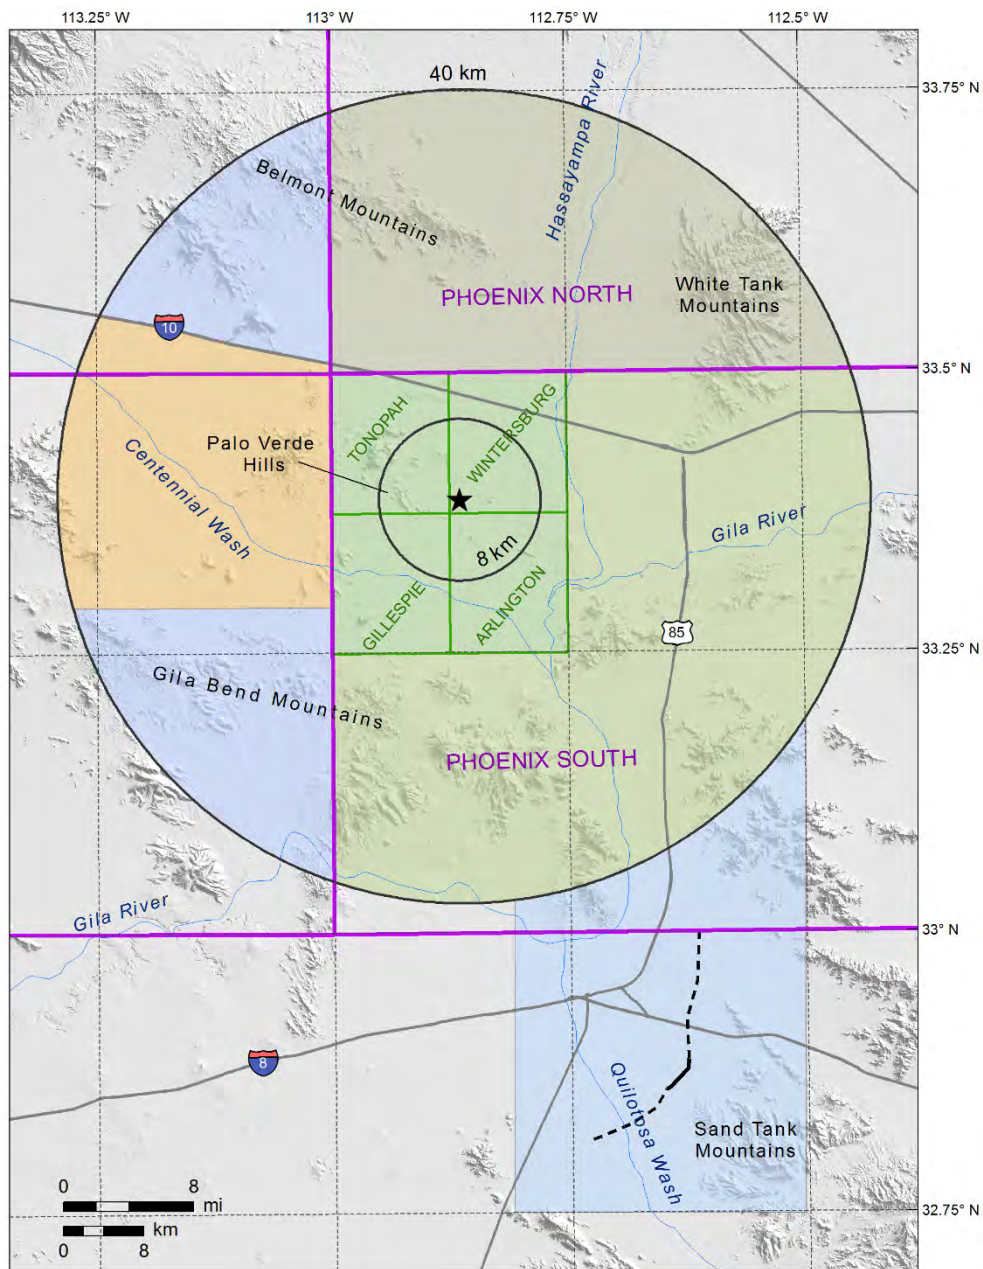 113.25° W
113° W
112.75° W
112.5° W
40 km
33.75° N
Hassayampa River
Belmont Mountains
White Tank
Mountains
PHOENIX NORTH
10
33.5° N
TONOPAH
WINTERSBURG
Palo Verde
Hills
Centennial Wash
Gila River
8 km
GILLESPIE
ARLINGTON
85
33.25° N
Gila Bend Mountains
PHOENIX SOUTH
Gila River
33° N
8
Quilotosa Wash
Sand Tank
Mountains
0 8
mi
km
0 8
32.75° N